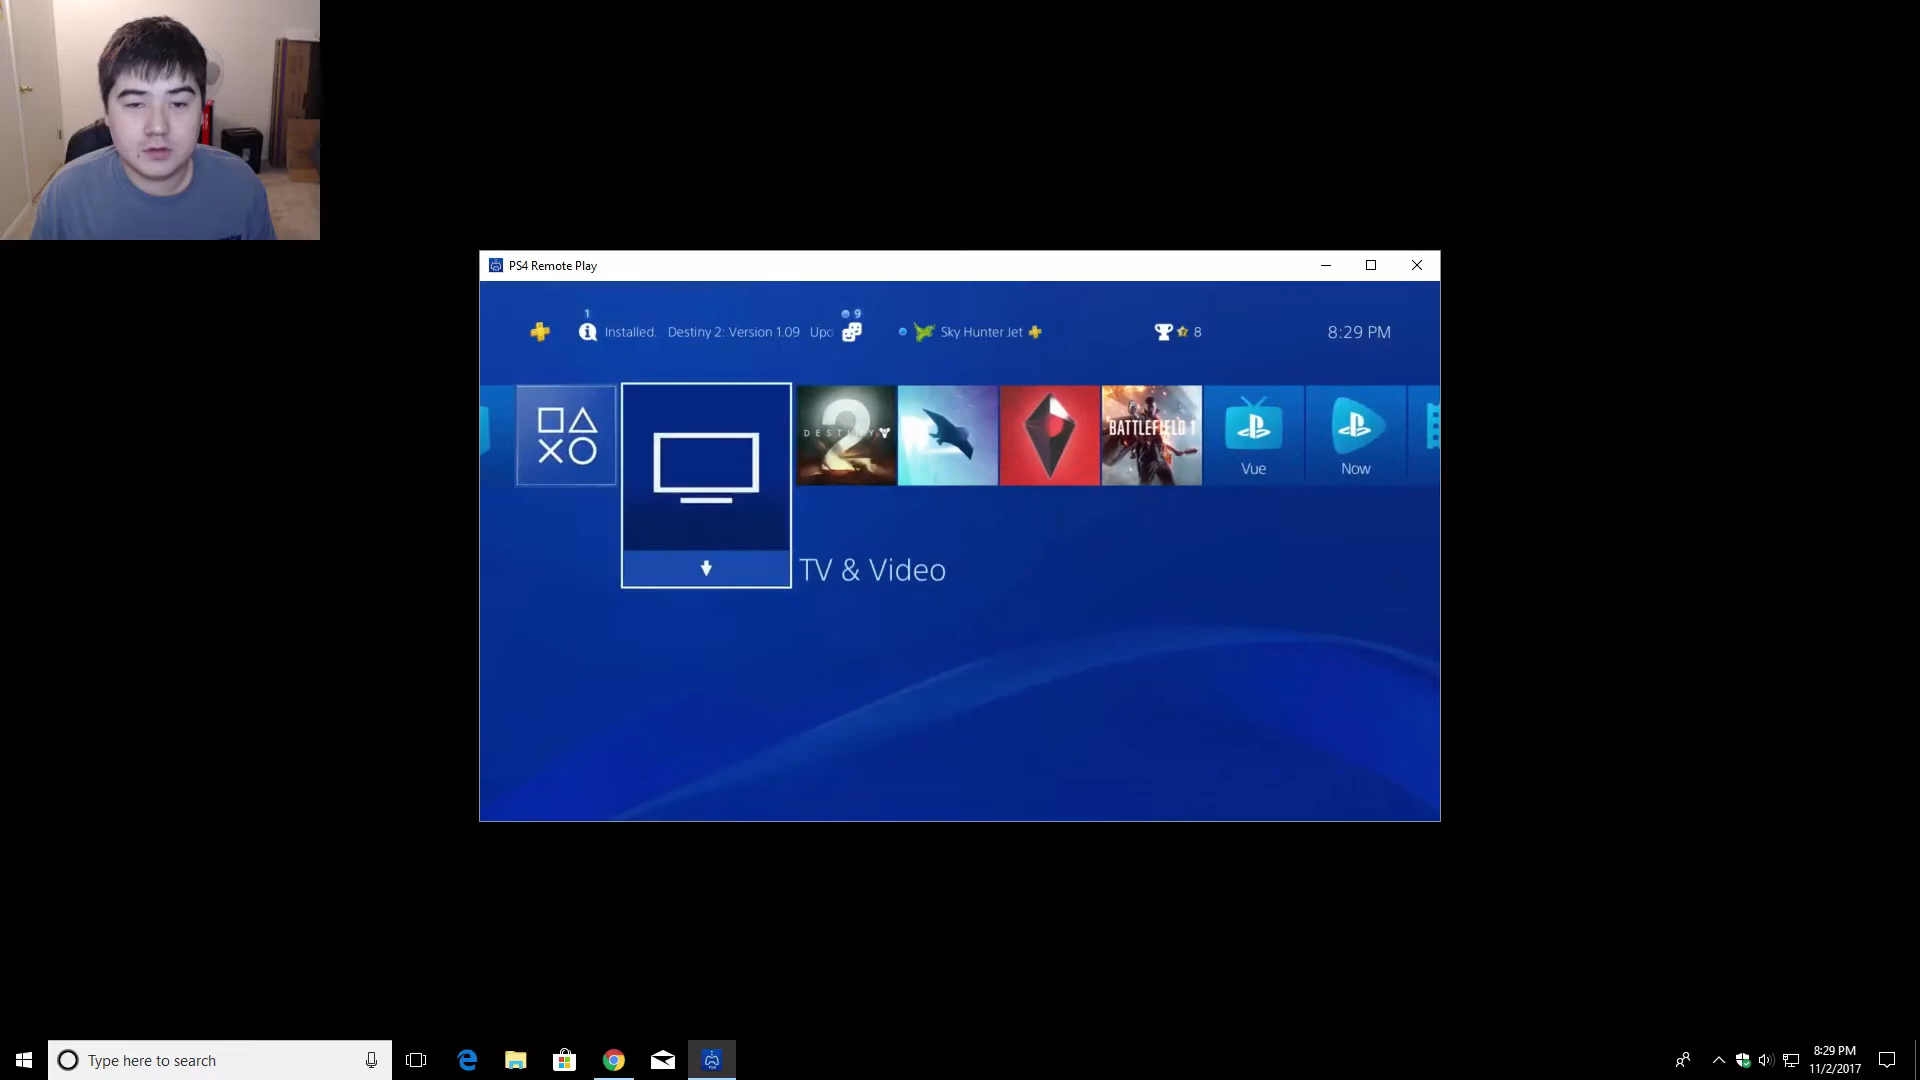 PS4 Remote Play
1
9
Installed. Destiny 2: Version 1.09
Sky Hunter Jet
8
8:29 PM
DESTINY
2
BATTLEFIELD 1
Vue
Now
TV & Video
Type here to search
8:29 PM
11/2/2017